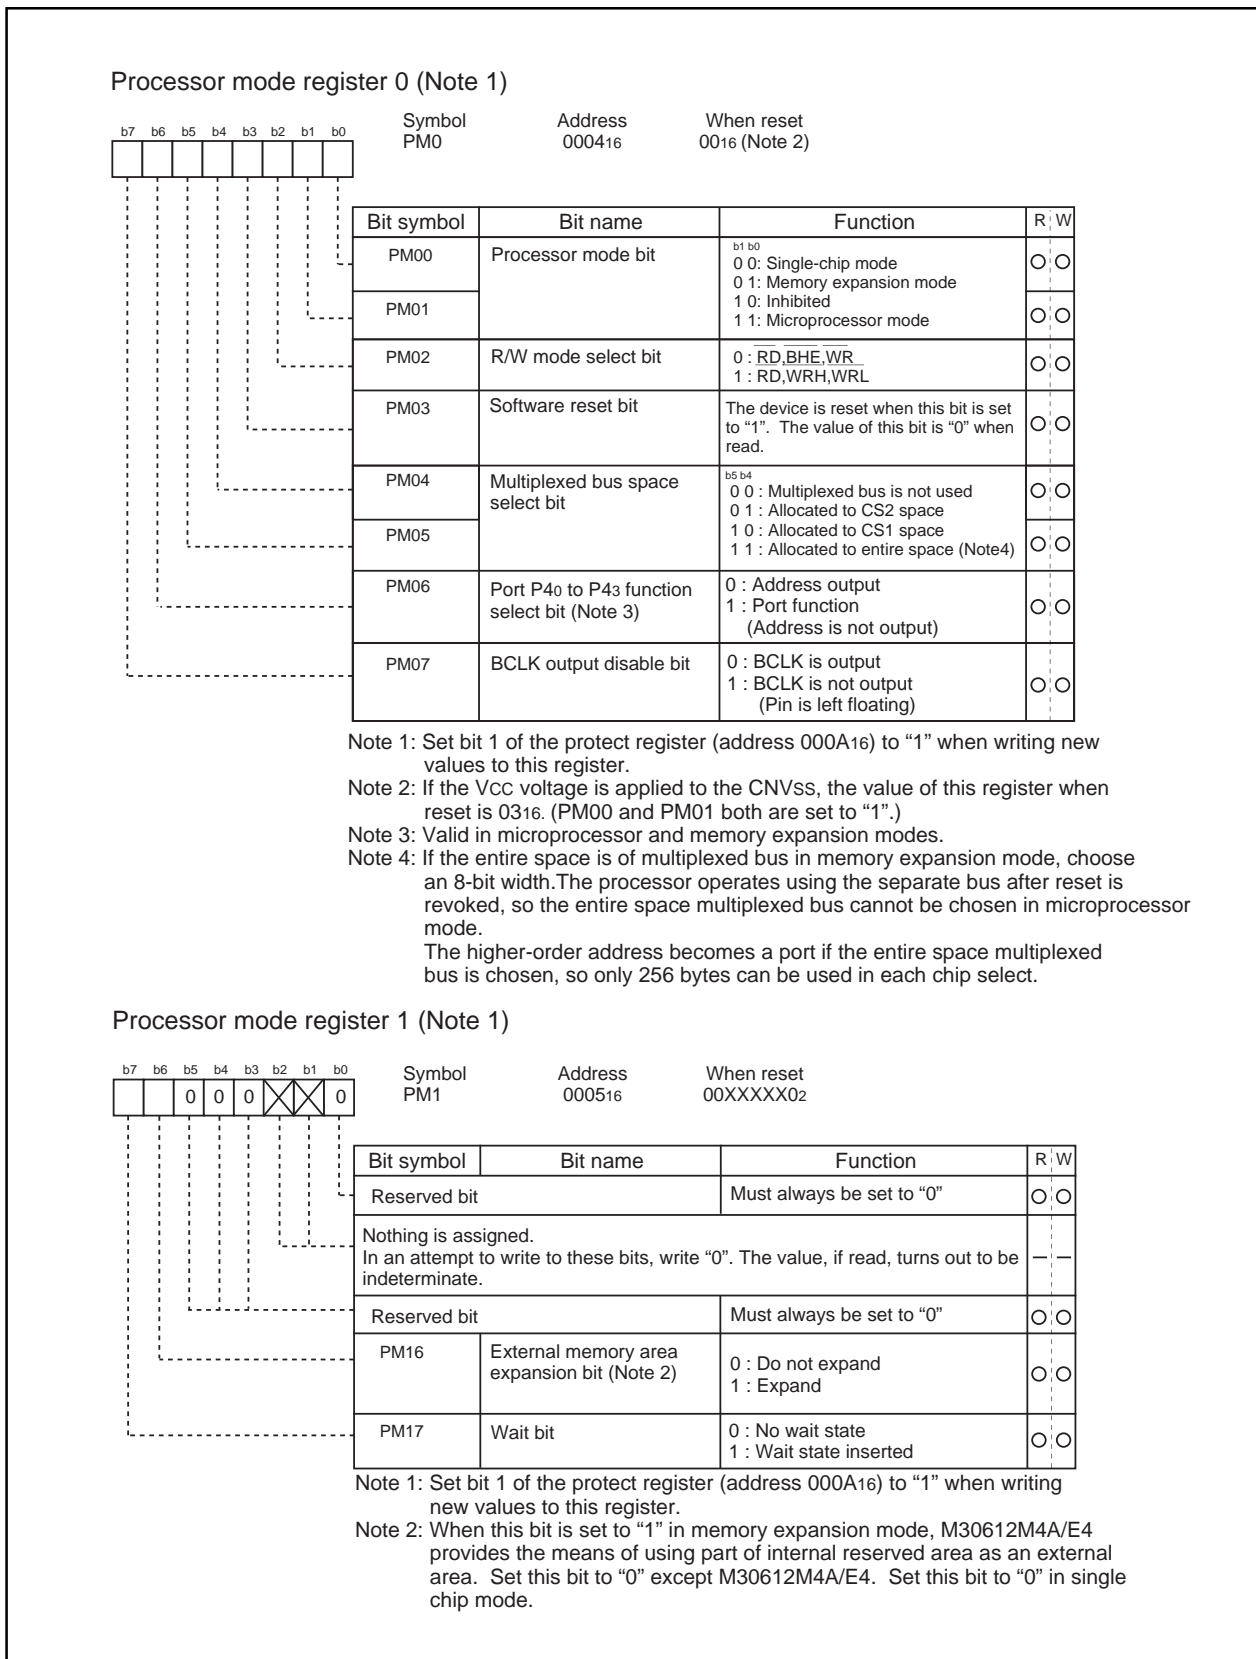 Processor mode register 0 (Note 1)
Symbol Address When reset
b7 b6 b5 b4 b3 b2 b1 b0
PM0 000416 0016 (Note 2)
Bit symbol Bit name Function R W
PM00 Processor mode bit
b1 b0
0 0: Single-chip mode
0 1: Memory expansion mode
PM01
1 0: Inhibited
1 1: Microprocessor mode
PM02 R/W mode select bit
0 : RD,BHE,WR
1 : RD,WRH,WRL
PM03 Software reset bit
The device is reset when this bit is set
to “1”. The value of this bit is “0” when
read.
PM04 Multiplexed bus space
select bit
b5 b4
0 0 : Multiplexed bus is not used
0 1 : Allocated to CS2 space
PM05
1 0 : Allocated to CS1 space
1 1 : Allocated to entire space (Note4)
PM06 Port P40 to P43 function
select bit (Note 3)
0 : Address output
1 : Port function
(Address is not output)
PM07 BCLK output disable bit
0 : BCLK is output
1 : BCLK is not output
(Pin is left floating)
Note 1: Set bit 1 of the protect register (address 000A16) to “1” when writing new
values to this register.
Note 2: If the VCC voltage is applied to the CNVSS, the value of this register when
reset is 0316. (PM00 and PM01 both are set to “1”.)
Note 3: Valid in microprocessor and memory expansion modes.
Note 4: If the entire space is of multiplexed bus in memory expansion mode, choose
an 8-bit width.The processor operates using the separate bus after reset is
revoked, so the entire space multiplexed bus cannot be chosen in microprocessor
mode.
The higher-order address becomes a port if the entire space multiplexed
bus is chosen, so only 256 bytes can be used in each chip select.
Processor mode register 1 (Note 1)
b7 b6 b5 b4 b3 b2 b1 b0
Symbol Address When reset
0 0 0 0
PM1 000516 00XXXXX02
Bit symbol Bit name Function R W
Reserved bit Must always be set to “0”
Nothing is assigned.
In an attempt to write to these bits, write “0”. The value, if read, turns out to be
indeterminate.
Reserved bit Must always be set to “0”
PM16 External memory area
expansion bit (Note 2)
0 : Do not expand
1 : Expand
PM17 Wait bit
0 : No wait state
1 : Wait state inserted
Note 1: Set bit 1 of the protect register (address 000A16) to “1” when writing
new values to this register.
Note 2: When this bit is set to “1” in memory expansion mode, M30612M4A/E4
provides the means of using part of internal reserved area as an external
area. Set this bit to “0” except M30612M4A/E4. Set this bit to “0” in single
chip mode.